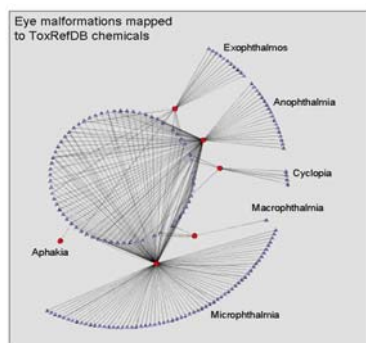 Eye malformations mapped
to ToxRefDB chemicals
Exophthalmos
Anophthalmia
Cyclopia
Macrophthalmia
Aphakia
Microphthalmia